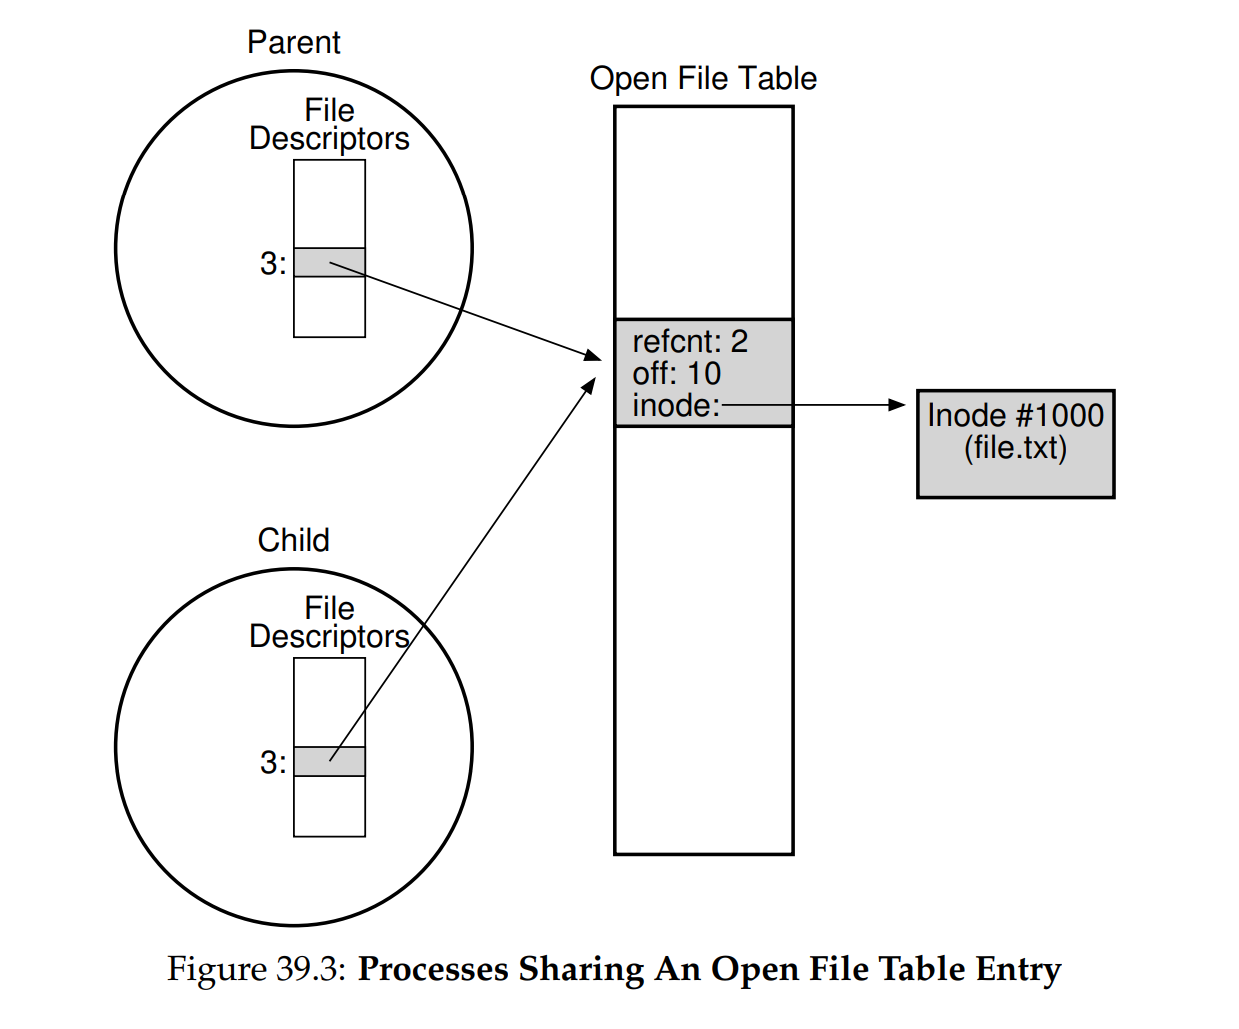 Parent
File
Descriptors
3:
Open File Table
refcnt: 2
off: 10
inode:
Inode #1000
(file.txt)
Child
File
Descriptors
3:
Figure 39.3: Processes Sharing An Open File Table Entry